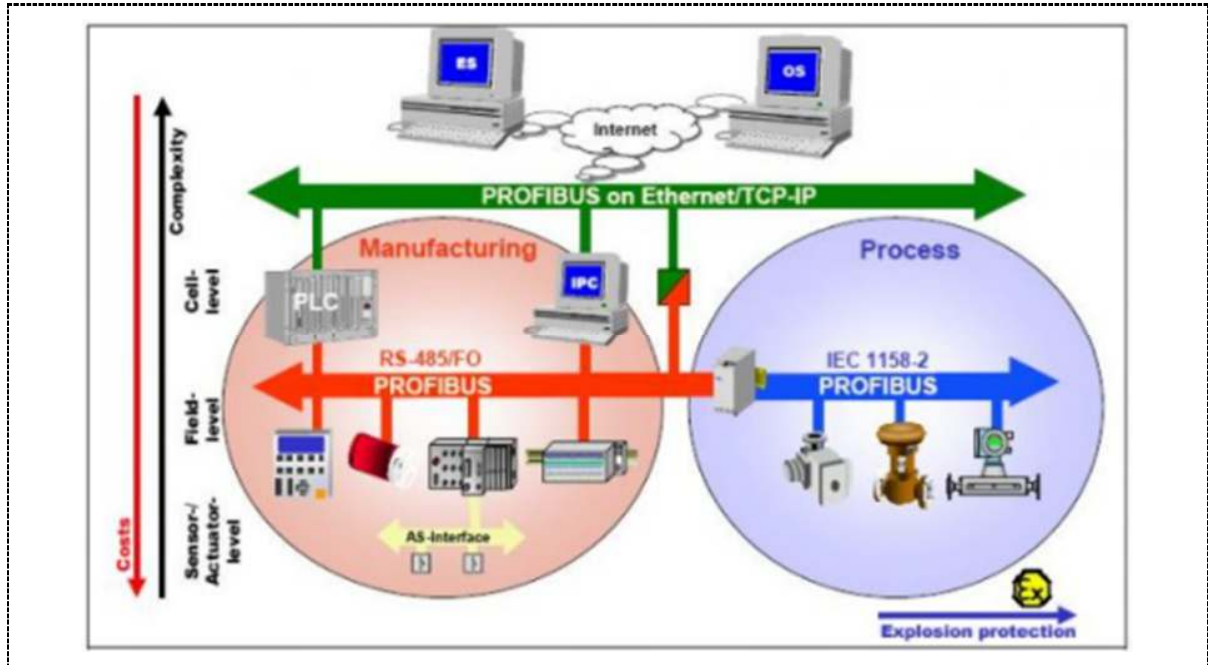 ES
OS
Internet
PROFIBUS on Ethernet/TCP-IP
Complexity
Costs
Cell-
level
Field-
level
Sensor-/
Actuator-
level
Manufacturing
PLC
IPC
RS-485/FO
PROFIBUS
AS-Interface
Process
IEC 1158-2
PROFIBUS
Ex
Explosion protection